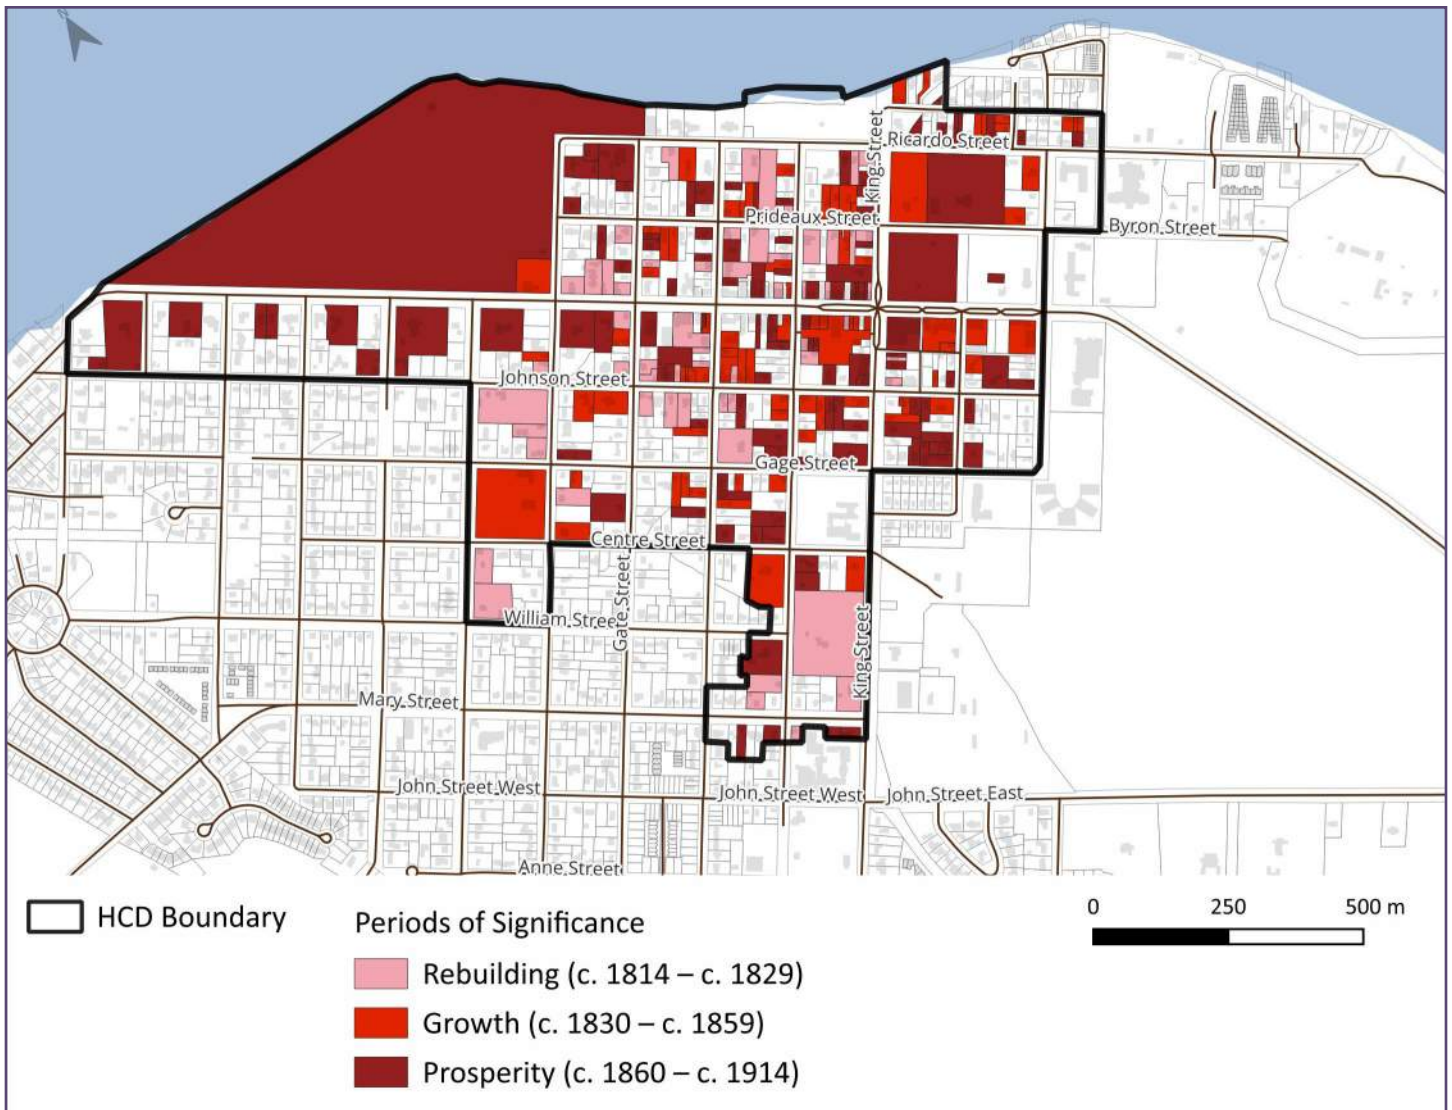 King Street
Ricardo Street
Prideaux Street
Byron Street
Johnson Street
Gage Street
Centre Street
Gate Street
William Stree
King Street
Mary Street
John Street West
John Street West
John Street East
Anne Street
HCD Boundary
Periods of Significance
Rebuilding (c. 1814 – c. 1829)
Growth (c. 1830 – c. 1859)
Prosperity (c. 1860 – c. 1914)
0 250 500 m